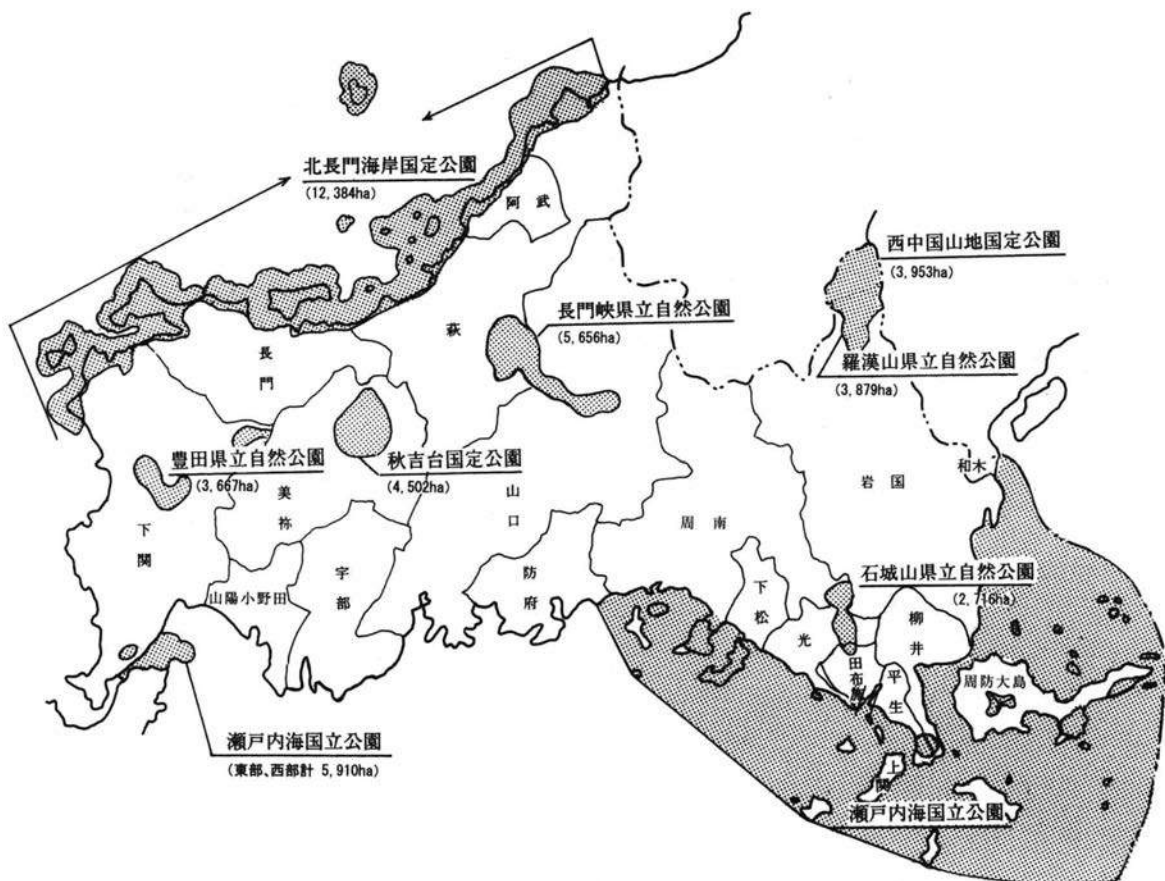 北長門海岸国定公園
(12,384ha)
阿武
西中国山地国定公園
(3,953ha)
長門峡県立自然公園
(5,656ha)
萩
長門
羅漢山県立自然公園
(3,879ha)
豊田県立自然公園
(3,667ha)
秋吉台国定公園
(4,502ha)
和木
岩国
美祢
山口
周南
下関
宇部
防府
山陽小野田
下松
石城山県立自然公園
(2,716ha)
光
柳井
田布施
平生
周防大島
瀬戸内海国立公園
(東部、西部計 5,910ha)
上関
瀬戸内海国立公園